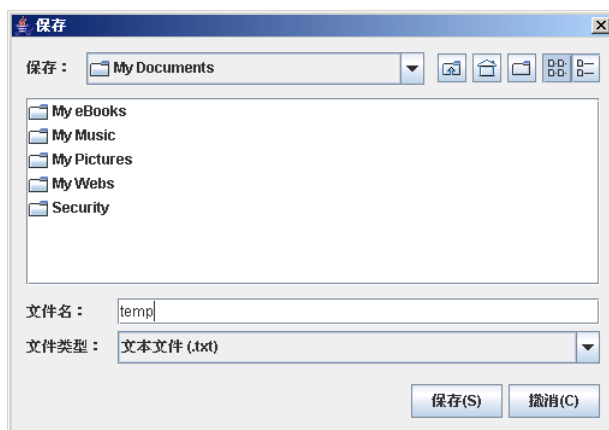 保存
保存： My Documents
My eBooks
My Music
My Pictures
My Webs
Security
文件名： temp
文件类型： 文本文件 (.txt)
保存(S) 撤消(C)